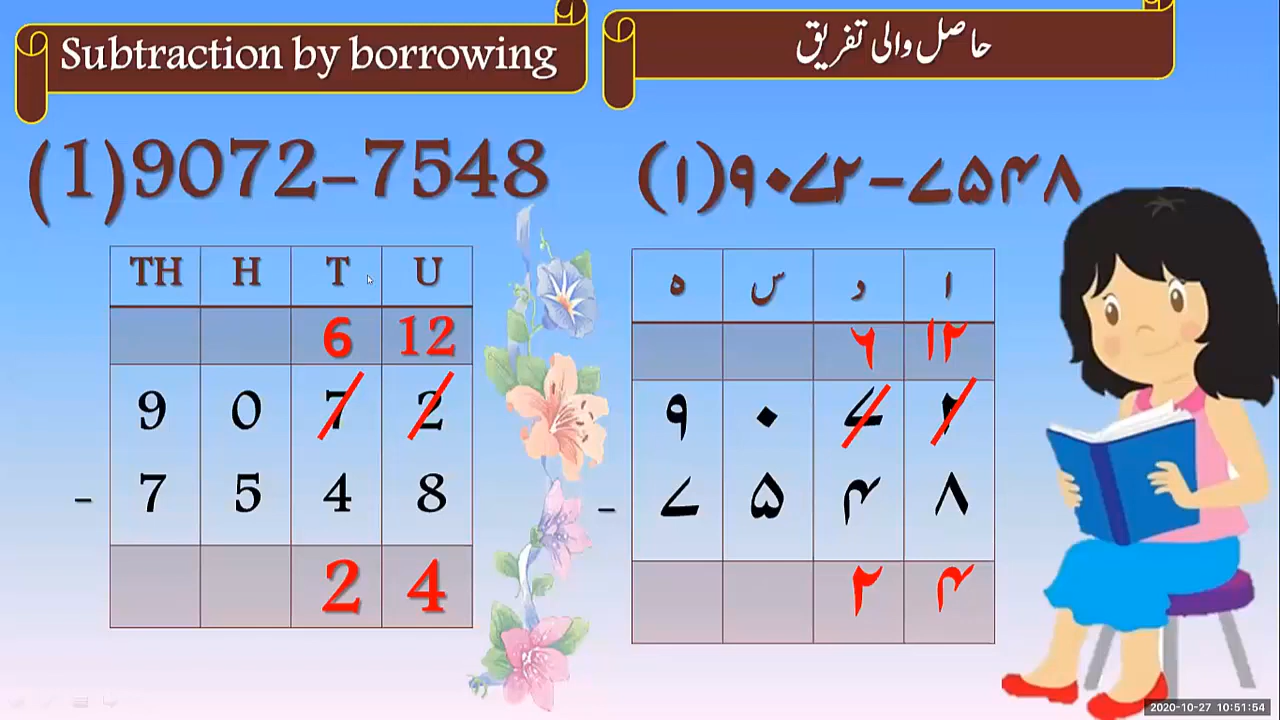 Subtraction by borrowing
حاصل والی تفریق
(1)9072-7548
(۱)۹۰۷۲-۷۵۴۸
TH H T U
6 12
9 0 7 2
- 7 5 4 8
2 4
ہ س د ا
۶ ۱۲
۹ ۰ ۷ ۲
- ۷ ۵ ۴ ۸
۲ ۴
2020-10-27 10:51:54